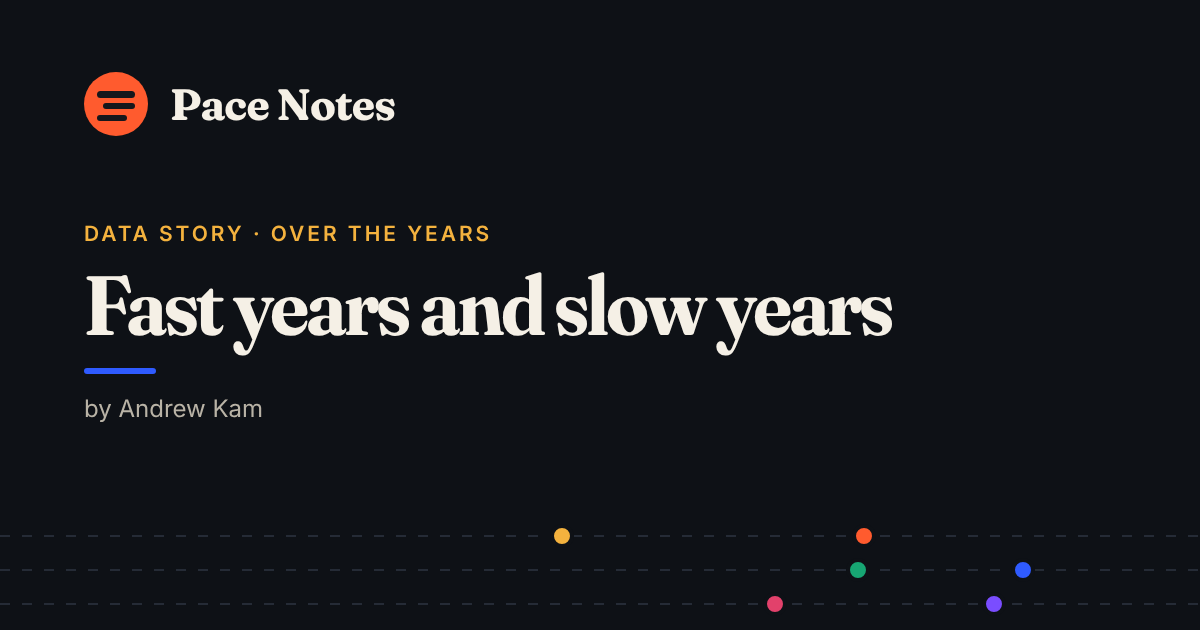 Pace Notes
DATA STORY · OVER THE YEARS
Fast years and slow years
by Andrew Kam